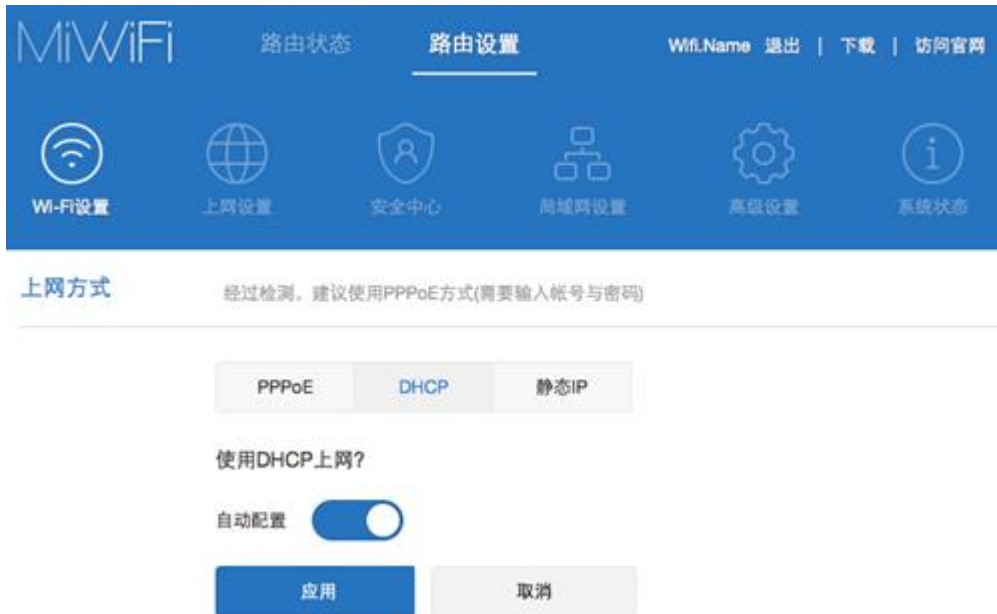 MiWiFi 路由状态 路由设置 Wifi.Name 退出 | 下载 | 访问官网
Wi-Fi设置 上网设置 安全中心 局域网设置 高级设置 系统状态
上网方式 经过检测，建议使用PPPoE方式(需要输入帐号与密码)
PPPoE DHCP 静态IP
使用DHCP上网?
自动配置
应用 取消